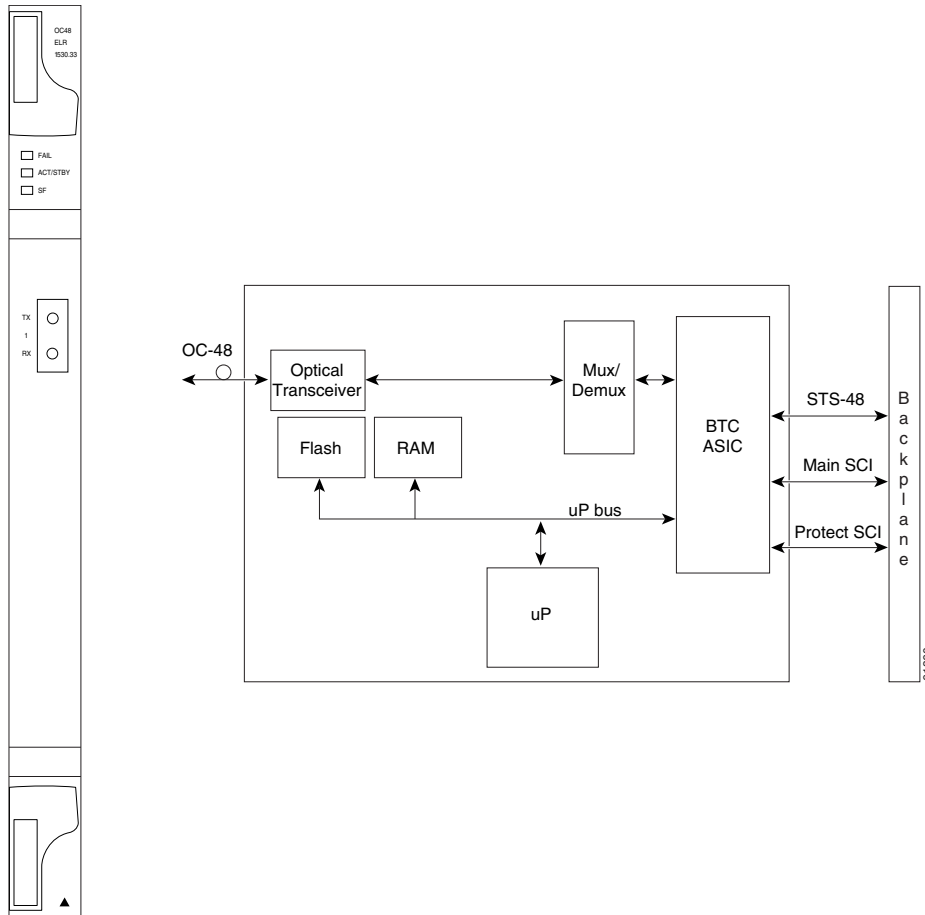 OC48
ELR
1530.33
FAIL
ACT/STBY
SF
TX
1
RX
OC-48
Optical
Transceiver
Mux/
Demux
BTC
ASIC
Flash
RAM
uP bus
uP
STS-48
Main SCI
Protect SCI
Backplane